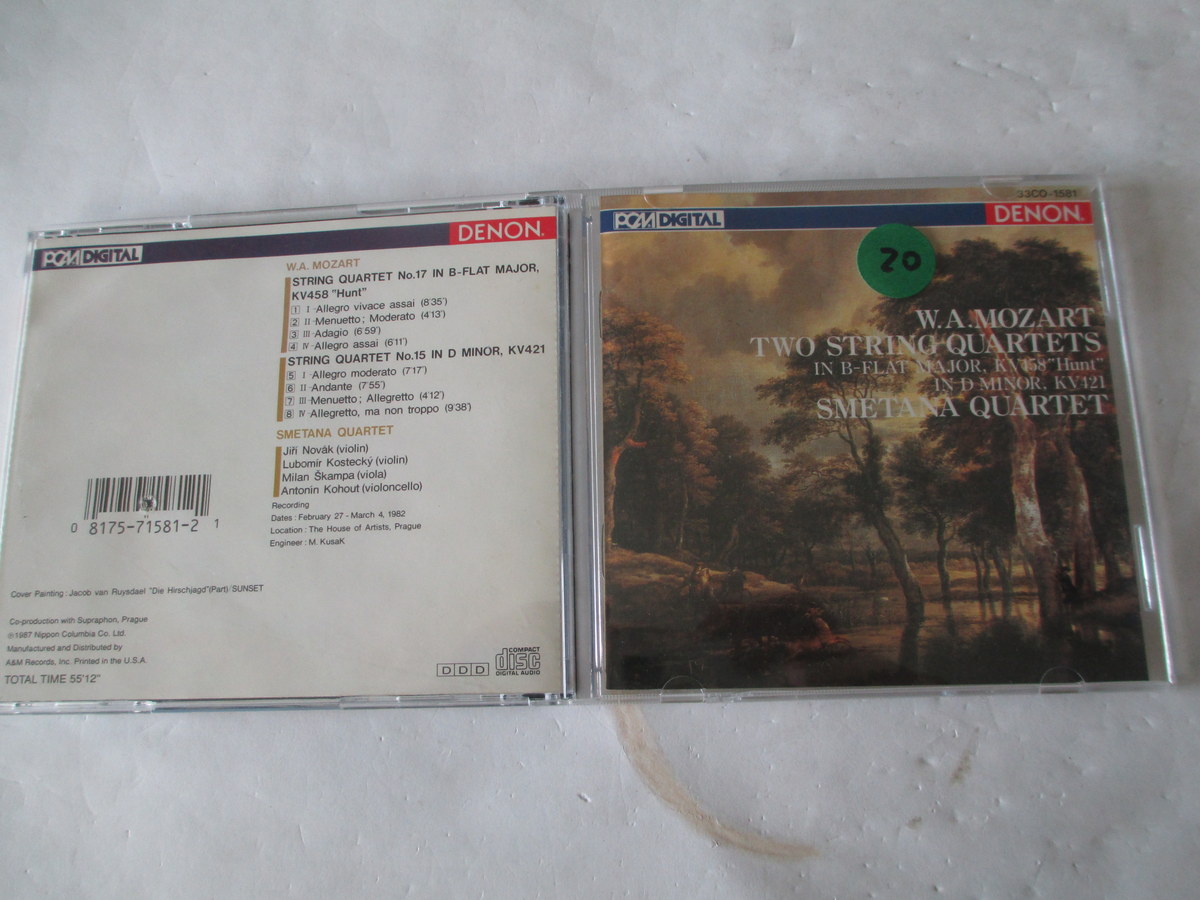 PCM DIGITAL
DENON.
W.A. MOZART
STRING QUARTET No.17 IN B-FLAT MAJOR,
KV458 "Hunt"
1 I-Allegro vivace assai (8'35")
2 II-Menuetto; Moderato (4'13")
3 III-Adagio (6'59")
4 IV-Allegro assai (6'11")
STRING QUARTET No.15 IN D MINOR, KV421
5 I-Allegro moderato (7'17")
6 II-Andante (7'55")
7 III-Menuetto; Allegretto (4'12")
8 IV-Allegretto, ma non troppo (9'38")
SMETANA QUARTET
Jiří Novák (violin)
Lubomír Kostecký (violin)
Milan Škampa (viola)
Antonín Kohout (violoncello)
Recording
Dates: February 27 - March 4, 1982
Location: The House of Artists, Prague
Engineer: M. KusaK
0 8175-71581-2 1
Cover Painting: Jacob van Ruysdael "Die Hirschjagd"(Part)/SUNSET
Co-production with Supraphon, Prague
℗1987 Nippon Columbia Co. Ltd.
Manufactured and Distributed by
A&M Records, Inc. Printed in the U.S.A.
TOTAL TIME 55'12"
DDD
COMPACT
disc
DIGITAL AUDIO
33CO-1581
PCM DIGITAL
DENON.
20
W.A.MOZART
TWO STRING QUARTETS
IN B-FLAT MAJOR, KV458"Hunt"
IN D MINOR, KV421
SMETANA QUARTET